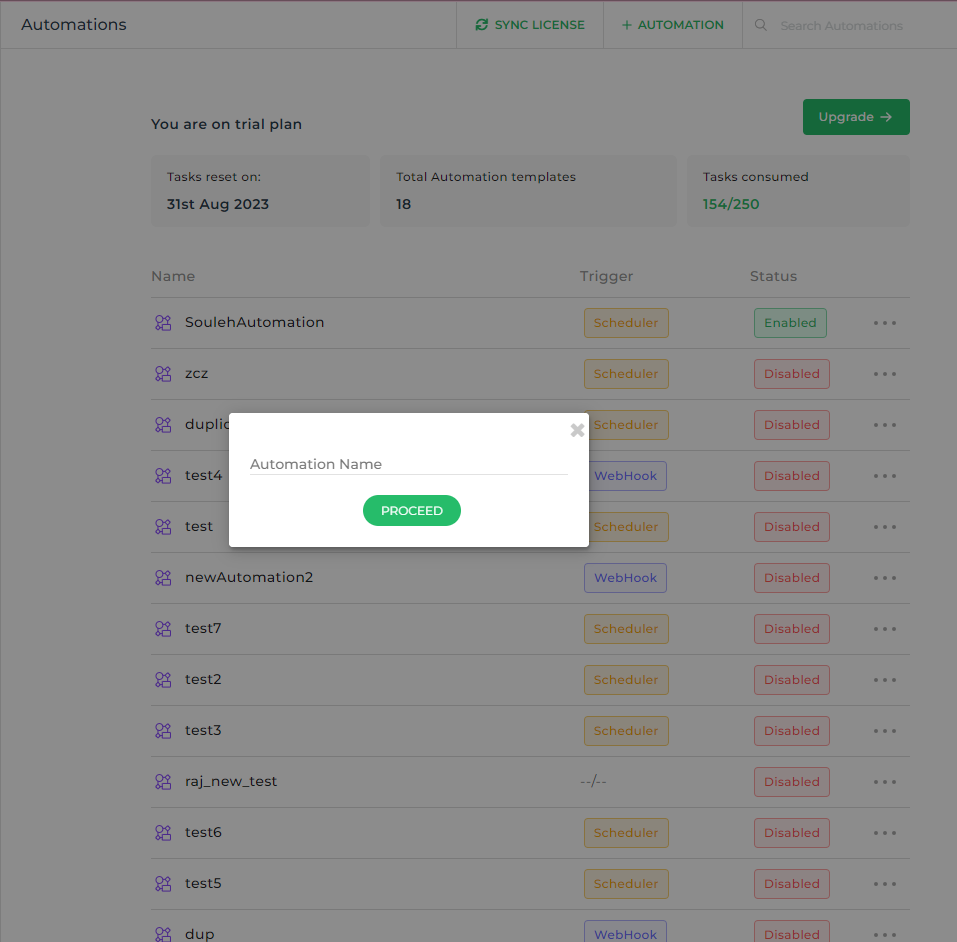 Automations
SYNC LICENSE
+ AUTOMATION
Search Automations
You are on trial plan
Upgrade →
Tasks reset on:
31st Aug 2023
Total Automation templates
18
Tasks consumed
154/250
Name Trigger Status
SoulehAutomation Scheduler Enabled
zcz Scheduler Disabled
duplic Scheduler Disabled
test4 WebHook Disabled
test Scheduler Disabled
Automation Name
PROCEED
newAutomation2 WebHook Disabled
test7 Scheduler Disabled
test2 Scheduler Disabled
test3 Scheduler Disabled
raj_new_test --/-- Disabled
test6 Scheduler Disabled
test5 Scheduler Disabled
dup WebHook Disabled